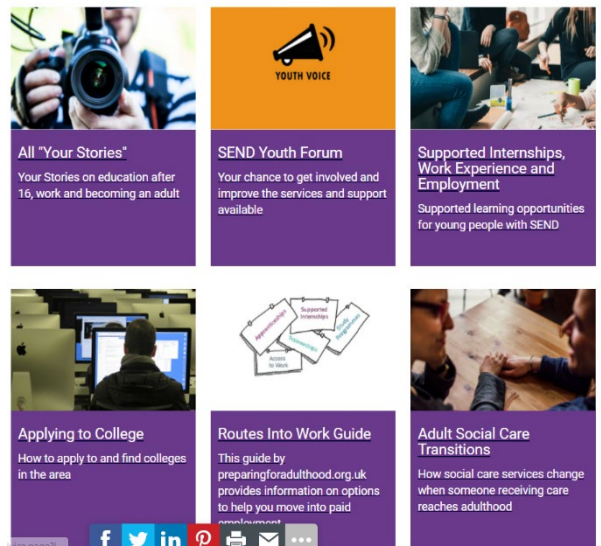 YOUTH VOICE
All "Your Stories"
Your Stories on education after
16, work and becoming an adult
SEND Youth Forum
Your chance to get involved and
improve the services and support
available
Supported Internships,
Work Experience and
Employment
Supported learning opportunities
for young people with SEND
Apprenticeships
Supported
Internships
Traineeships
Study
Programmes
Access
to Work
Applying to College
How to apply to and find colleges
in the area
Routes Into Work Guide
This guide by
preparingforadulthood.org.uk
provides information on options
to help you move into paid
employment
Adult Social Care
Transitions
How social care services change
when someone receiving care
reaches adulthood